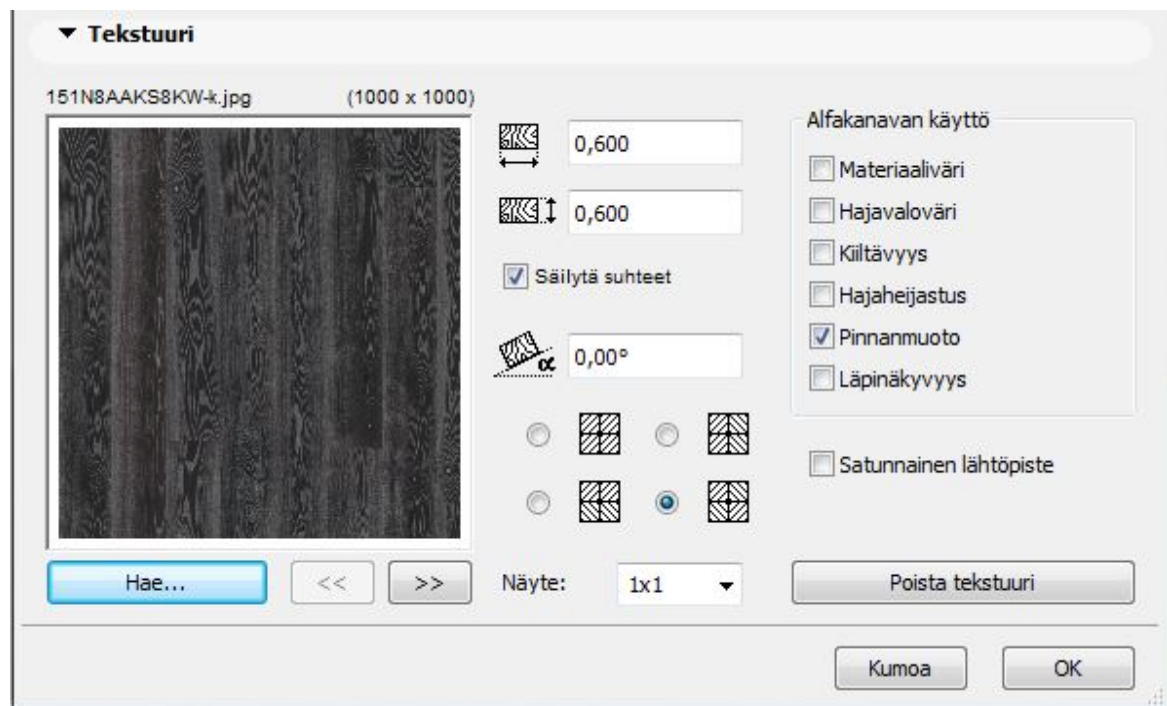 Tekstuuri
151N8AAKS8KW-k.jpg (1000 x 1000)
0,600
0,600
Säilytä suhteet
α 0,00°
Alfakanavan käyttö
Materiaaliväri
Hajavaloväri
Kiiltävyys
Hajaheijastus
Pinnanmuoto
Läpinäkyvyys
Satunnainen lähtöpiste
Hae... << >> Näyte: 1x1 Poista tekstuuri
Kumoa OK